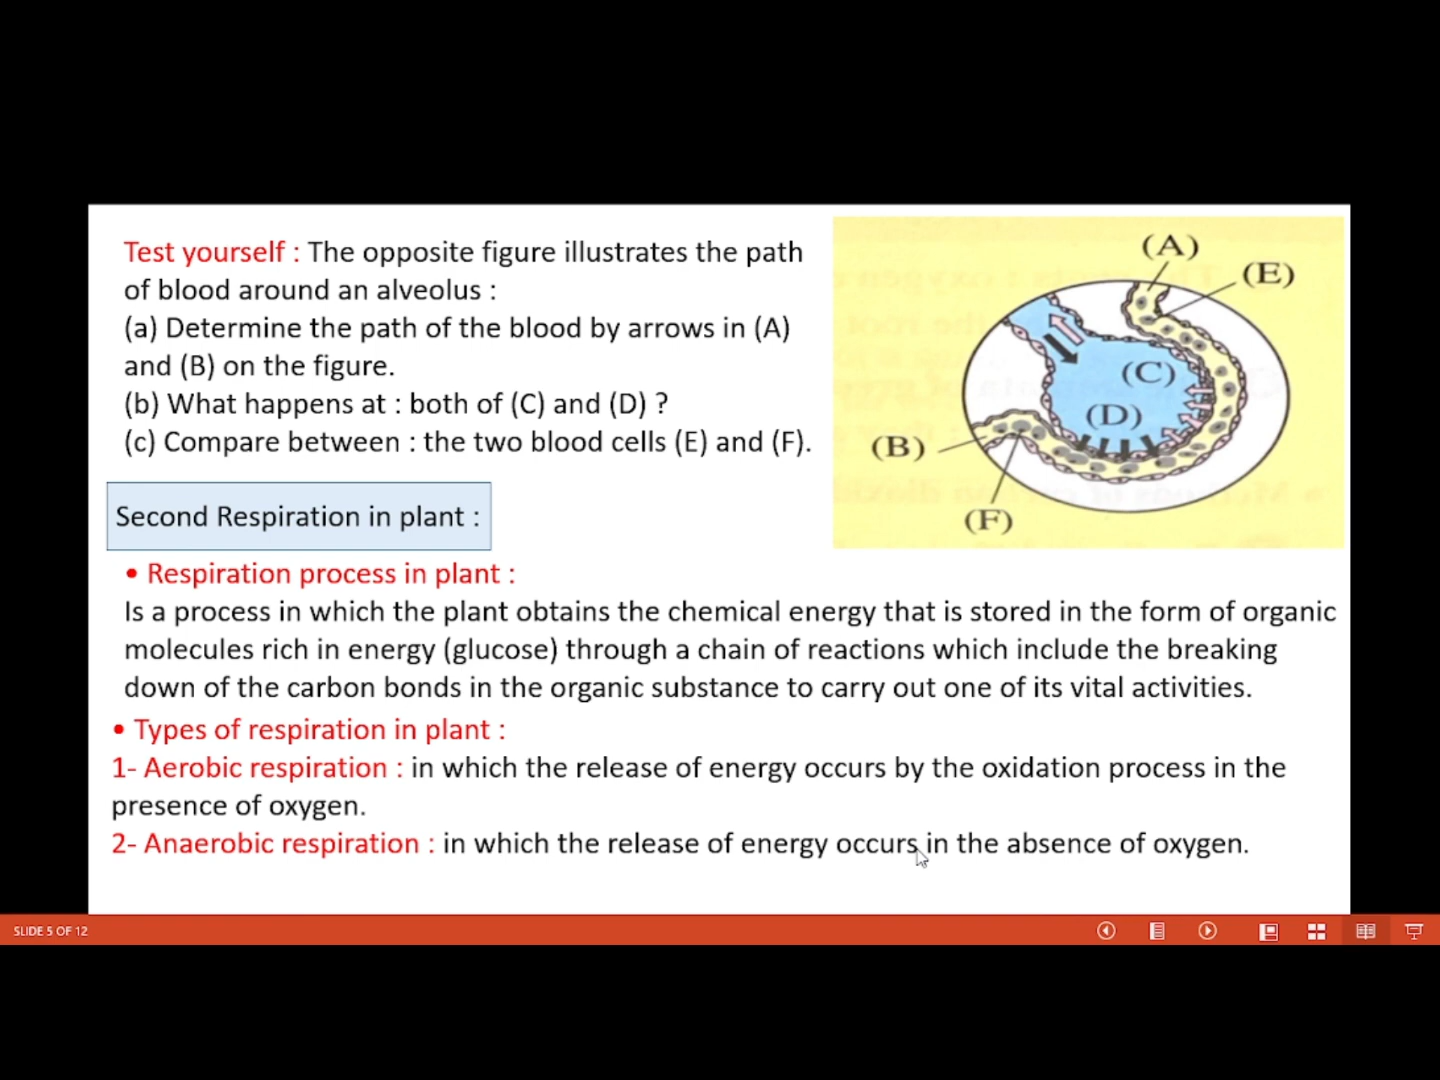 Test yourself : The opposite figure illustrates the path
of blood around an alveolus :
(a) Determine the path of the blood by arrows in (A)
and (B) on the figure.
(b) What happens at : both of (C) and (D) ?
(c) Compare between : the two blood cells (E) and (F).
(A)
(E)
(C)
(D)
(B)
(F)
Second Respiration in plant :
• Respiration process in plant :
Is a process in which the plant obtains the chemical energy that is stored in the form of organic
molecules rich in energy (glucose) through a chain of reactions which include the breaking
down of the carbon bonds in the organic substance to carry out one of its vital activities.
• Types of respiration in plant :
1- Aerobic respiration : in which the release of energy occurs by the oxidation process in the
presence of oxygen.
2- Anaerobic respiration : in which the release of energy occurs in the absence of oxygen.
SLIDE 5 OF 12